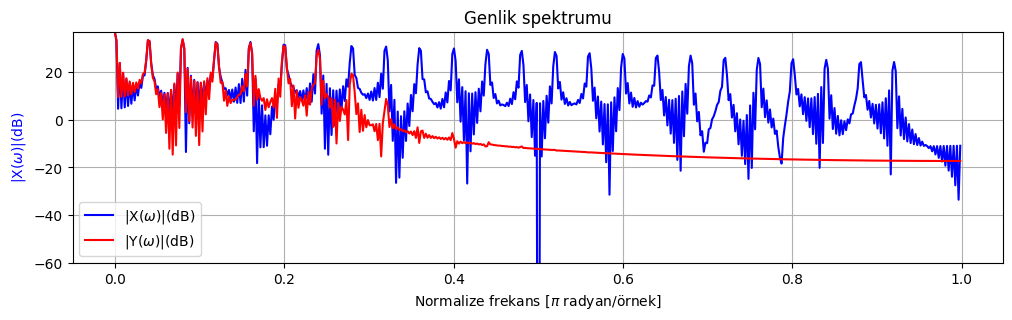 Genlik spektrumu
|X(ω)|(dB)
20
0
−20
−40
−60
|X(ω)|(dB)
|Y(ω)|(dB)
0.0 0.2 0.4 0.6 0.8 1.0
Normalize frekans [π radyan/örnek]